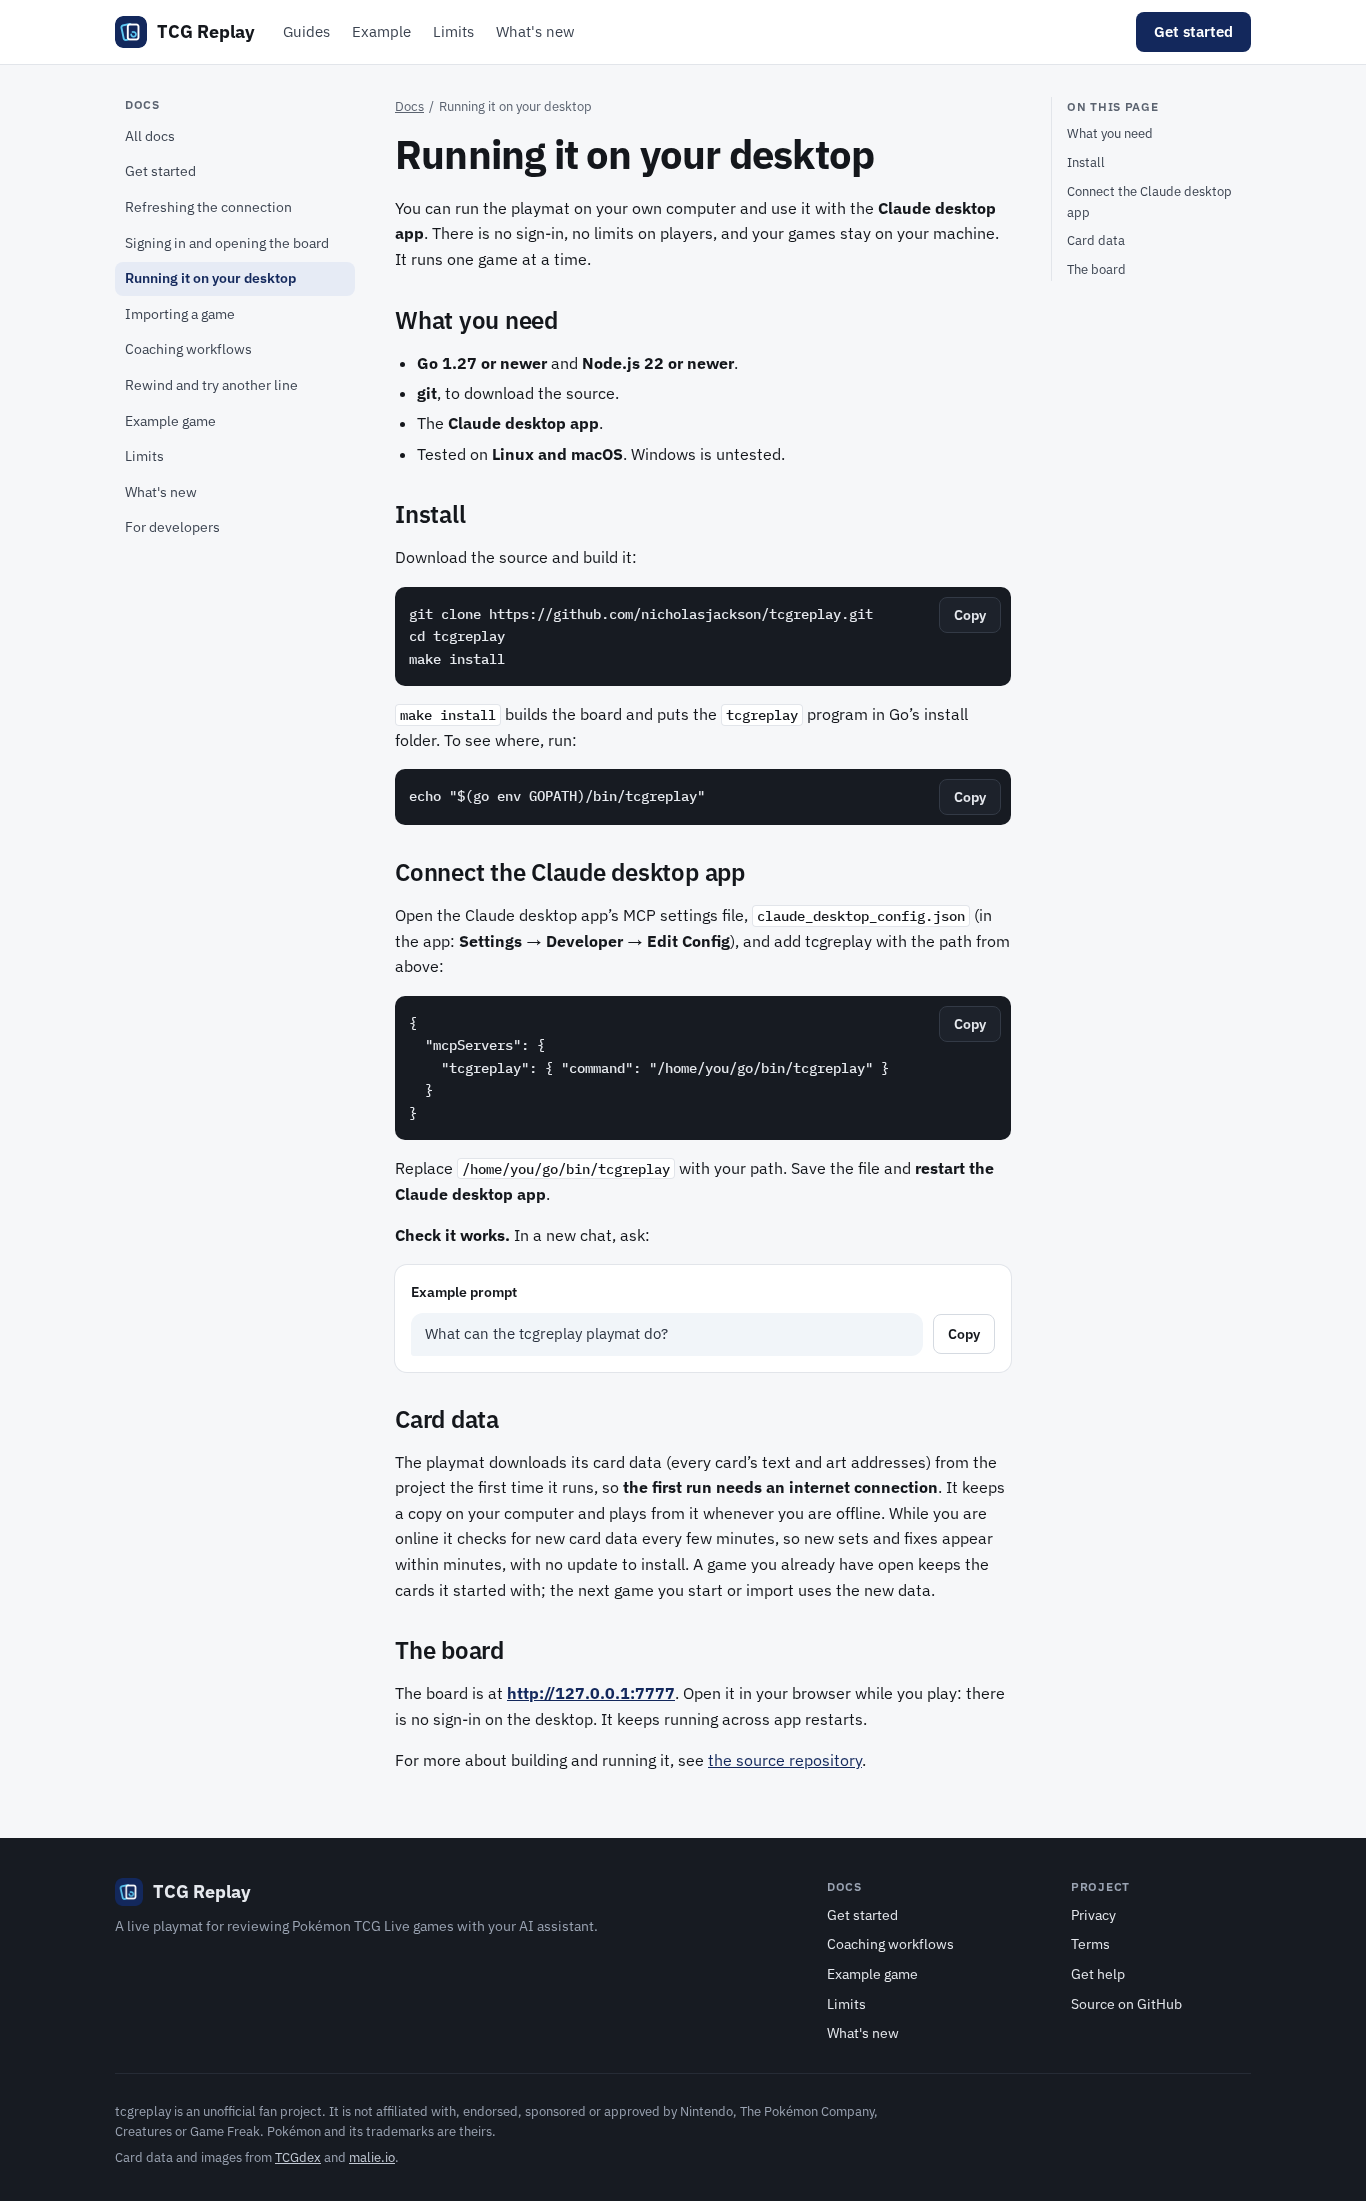 TCG Replay
Guides
Example
Limits
What's new
Get started
DOCS
All docs
Get started
Refreshing the connection
Signing in and opening the board
Running it on your desktop
Importing a game
Coaching workflows
Rewind and try another line
Example game
Limits
What's new
For developers
Docs / Running it on your desktop
Running it on your desktop
You can run the playmat on your own computer and use it with the Claude desktop
app. There is no sign-in, no limits on players, and your games stay on your machine.
It runs one game at a time.
What you need
• Go 1.27 or newer and Node.js 22 or newer.
• git, to download the source.
• The Claude desktop app.
• Tested on Linux and macOS. Windows is untested.
Install
Download the source and build it:
git clone https://github.com/nicholasjackson/tcgreplay.git
cd tcgreplay
make install
Copy
make install builds the board and puts the tcgreplay program in Go’s install
folder. To see where, run:
echo "$(go env GOPATH)/bin/tcgreplay"
Copy
Connect the Claude desktop app
Open the Claude desktop app’s MCP settings file, claude_desktop_config.json (in
the app: Settings → Developer → Edit Config), and add tcgreplay with the path from
above:
{
"mcpServers": {
"tcgreplay": { "command": "/home/you/go/bin/tcgreplay" }
}
}
Copy
Replace /home/you/go/bin/tcgreplay with your path. Save the file and restart the
Claude desktop app.
Check it works. In a new chat, ask:
Example prompt
What can the tcgreplay playmat do?
Copy
Card data
The playmat downloads its card data (every card’s text and art addresses) from the
project the first time it runs, so the first run needs an internet connection. It keeps
a copy on your computer and plays from it whenever you are offline. While you are
online it checks for new card data every few minutes, so new sets and fixes appear
within minutes, with no update to install. A game you already have open keeps the
cards it started with; the next game you start or import uses the new data.
The board
The board is at http://127.0.0.1:7777. Open it in your browser while you play: there
is no sign-in on the desktop. It keeps running across app restarts.
For more about building and running it, see the source repository.
ON THIS PAGE
What you need
Install
Connect the Claude desktop
app
Card data
The board
TCG Replay
A live playmat for reviewing Pokémon TCG Live games with your AI assistant.
DOCS
Get started
Coaching workflows
Example game
Limits
What's new
PROJECT
Privacy
Terms
Get help
Source on GitHub
tcgreplay is an unofficial fan project. It is not affiliated with, endorsed, sponsored or approved by Nintendo, The Pokémon Company,
Creatures or Game Freak. Pokémon and its trademarks are theirs.
Card data and images from TCGdex and malie.io.